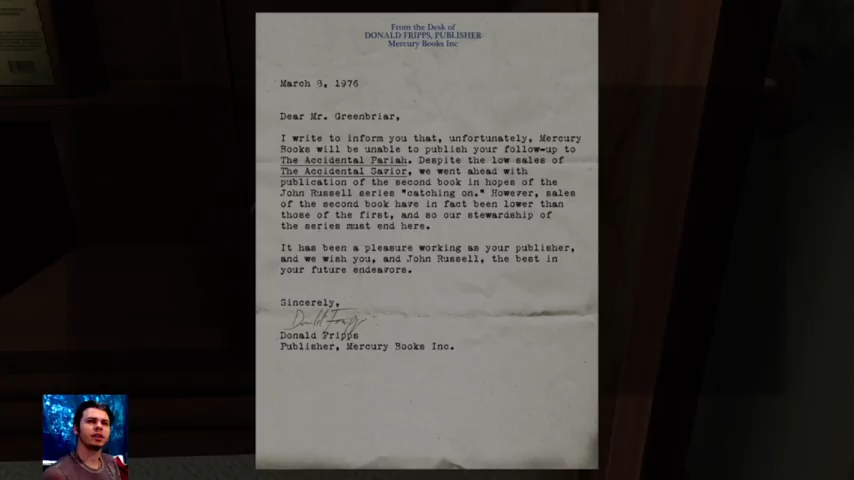 From the Desk of
DONALD FRIPPS, PUBLISHER
Mercury Books Inc
March 8, 1976
Dear Mr. Greenbriar,
I write to inform you that, unfortunately, Mercury
Books will be unable to publish your follow-up to
The Accidental Pariah. Despite the low sales of
The Accidental Savior, we went ahead with
publication of the second book in hopes of the
John Russell series "catching on." However, sales
of the second book have in fact been lower than
those of the first, and so our stewardship of
the series must end here.
It has been a pleasure working as your publisher,
and we wish you, and John Russell, the best in
your future endeavors.
Sincerely,
Donald Fripps
Donald Fripps
Publisher, Mercury Books Inc.